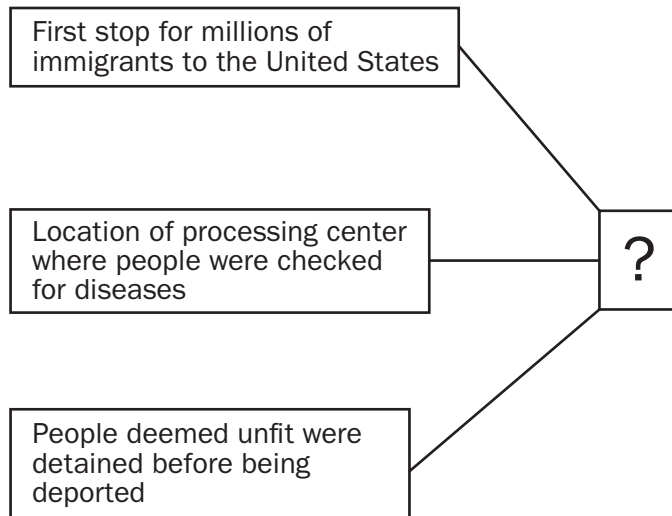 First stop for millions of
immigrants to the United States
Location of processing center
where people were checked
for diseases
?
People deemed unfit were
detained before being
deported